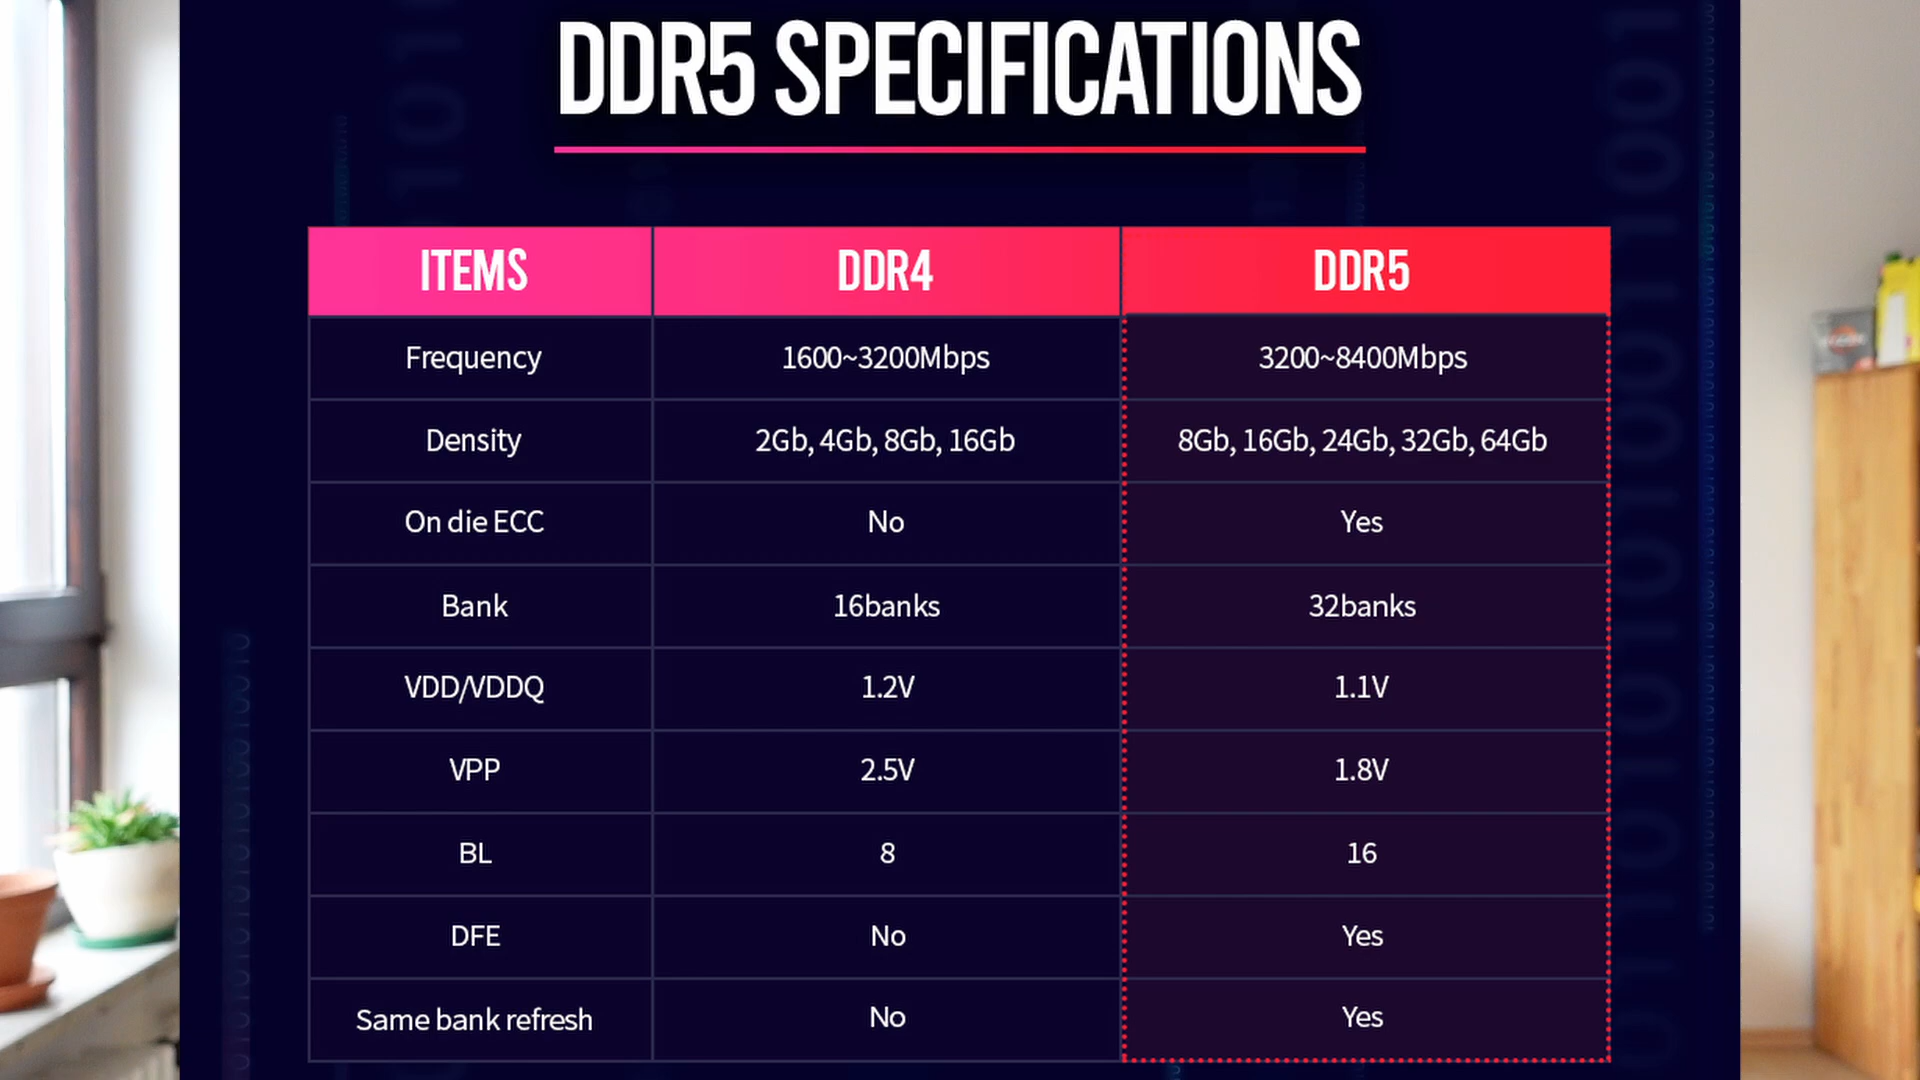 DDR5 SPECIFICATIONS
ITEMS DDR4 DDR5
Frequency 1600~3200Mbps 3200~8400Mbps
Density 2Gb, 4Gb, 8Gb, 16Gb 8Gb, 16Gb, 24Gb, 32Gb, 64Gb
On die ECC No Yes
Bank 16banks 32banks
VDD/VDDQ 1.2V 1.1V
VPP 2.5V 1.8V
BL 8 16
DFE No Yes
Same bank refresh No Yes